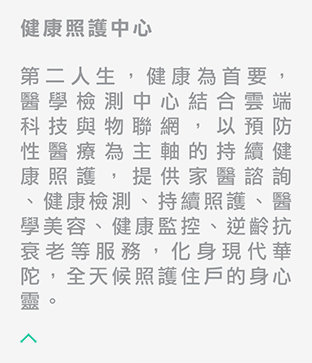 健康照護中心
第二人生，健康為首要，
醫學檢測中心結合雲端
科技與物聯網，以預防
性醫療為主軸的持續健
康照護，提供家醫諮詢
、健康檢測、持續照護、醫
學美容、健康監控、逆齡抗
衰老等服務，化身現代華
陀，全天候照護住戶的身心
靈。